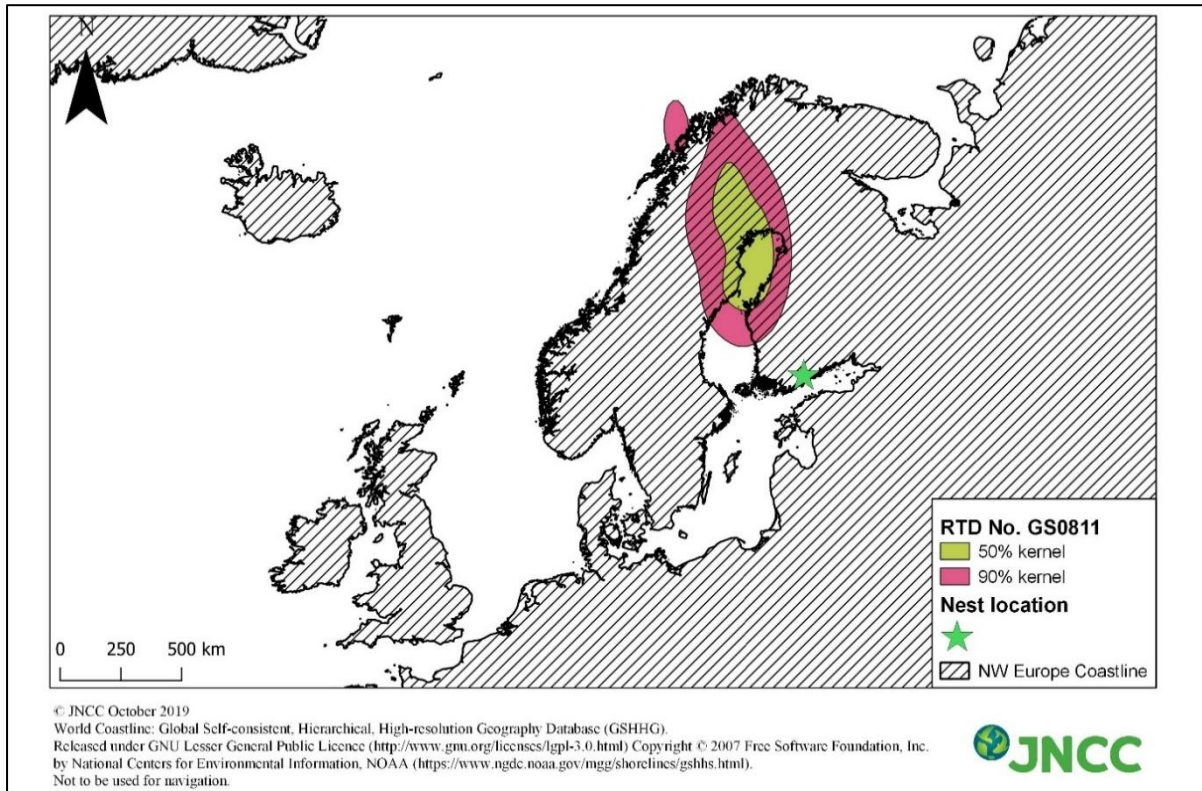 N
RTD No. GS0811
50% kernel
90% kernel
Nest location
NW Europe Coastline
0 250 500 km
© JNCC October 2019
World Coastline: Global Self-consistent, Hierarchical, High-resolution Geography Database (GSHHG).
Released under GNU Lesser General Public Licence (http://www.gnu.org/licenses/lgpl-3.0.html) Copyright © 2007 Free Software Foundation, Inc.
by National Centers for Environmental Information, NOAA (https://www.ngdc.noaa.gov/mgg/shorelines/gshhs.html).
Not to be used for navigation.
JNCC